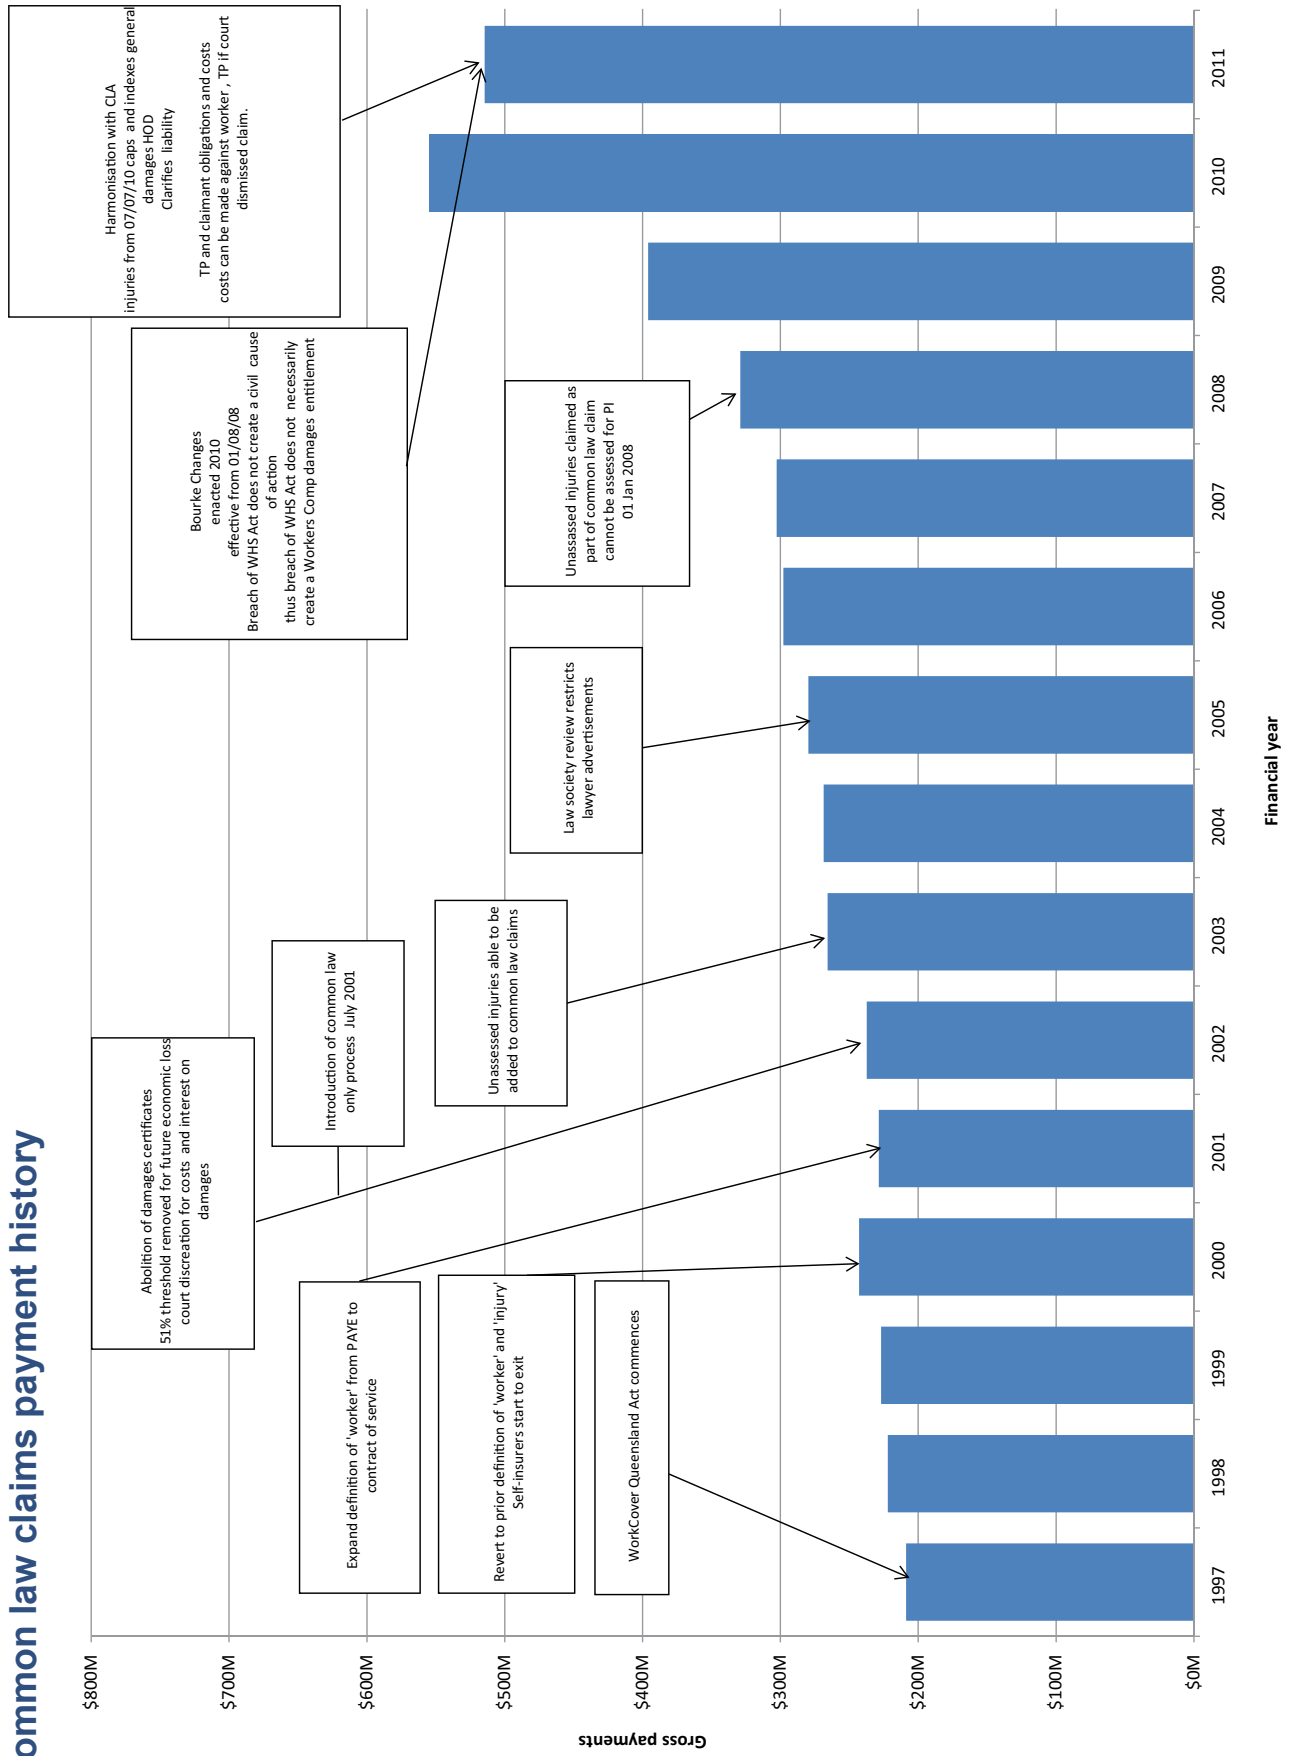 ommon law claims payment history
Abolition of damages certificates
51% threshold removed for future economic loss
court discreation for costs and interest on
damages
Introduction of common law
only process July 2001
Expand definition of 'worker' from PAYE to
contract of service
Revert to prior definition of 'worker' and 'injury'
Self-insurers start to exit
WorkCover Queensland Act commences
Unassessed injuries able to be
added to common law claims
Law society review restricts
lawyer advertisements
Unassassed injuries claimed as
part of common law claim
cannot be assessed for PI
01 Jan 2008
Bourke Changes
enacted 2010
effective from 01/08/08
Breach of WHS Act does not create a civil cause
of action
thus breach of WHS Act does not necessarily
create a Workers Comp damages entitlement
Harmonisation with CLA
injuries from 07/07/10 caps and indexes general
damages HOD
Clarifies liability
TP and claimant obligations and costs
costs can be made against worker , TP if court
dismissed claim.
Gross payments
$800M
$700M
$600M
$500M
$400M
$300M
$200M
$100M
$0M
1997 1998 1999 2000 2001 2002 2003 2004 2005 2006 2007 2008 2009 2010 2011
Financial year